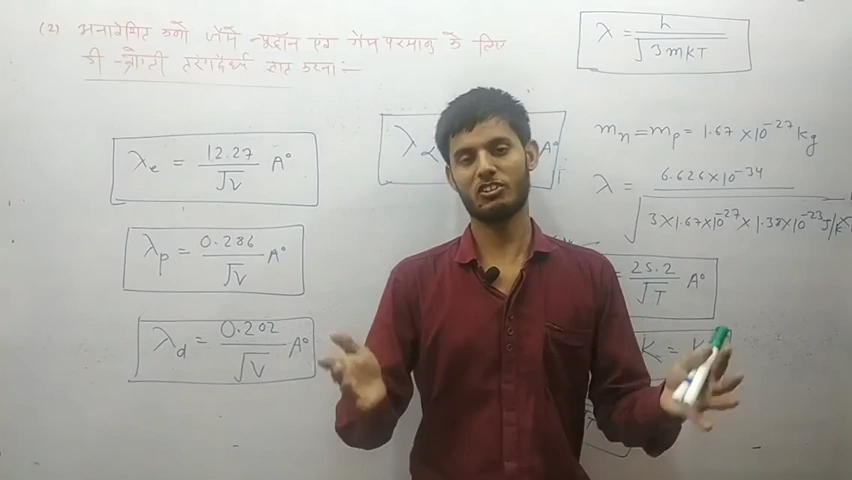 (2) अनावेशित कणों जैसे न्यूट्रॉन एवं गैस परमाणु के लिए
डी-ब्रोग्ली तरंगदैर्ध्य ज्ञात करना :-
λe = 12.27 / √V A°
λp = 0.286 / √V A°
λd = 0.202 / √V A°
λα A°
λ = h / √3mKT
mn = mp = 1.67 × 10⁻²⁷ kg
λ = 6.626×10⁻³⁴ / √3×1.67×10⁻²⁷×1.38×10⁻²³ J/K
= 25.2 / √T A°
K =